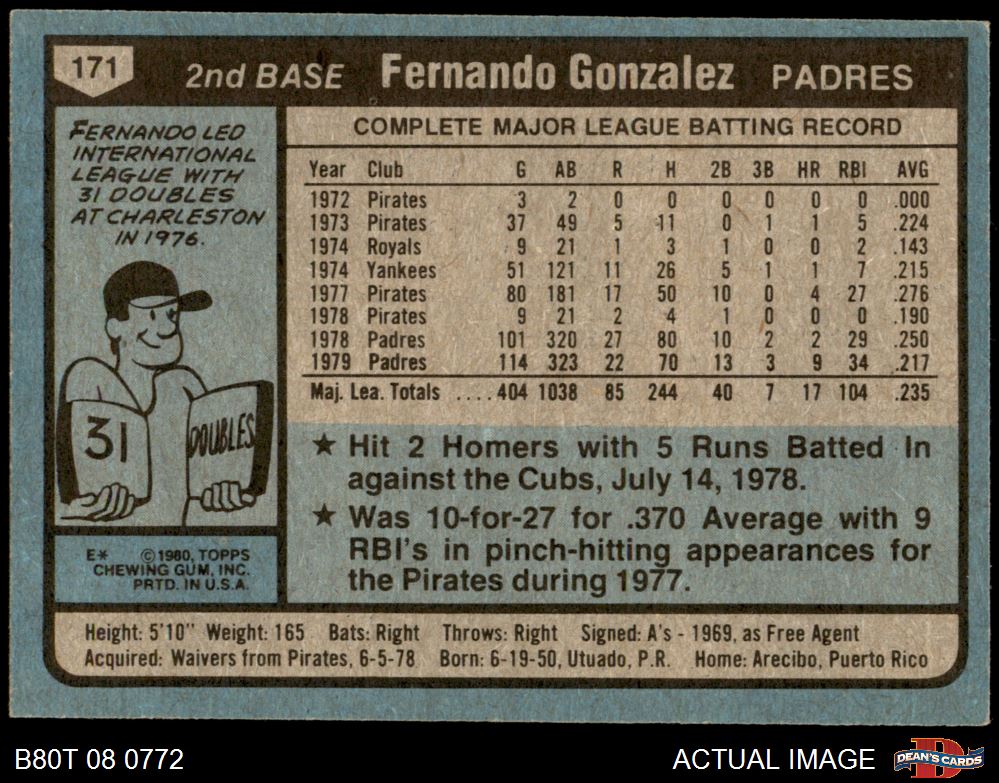 171 2nd BASE Fernando Gonzalez PADRES
FERNANDO LED
INTERNATIONAL
LEAGUE WITH
31 DOUBLES
AT CHARLESTON
IN 1976.
31 DOUBLES
E* ©1980, TOPPS
CHEWING GUM, INC.
PRTD. IN U.S.A.
COMPLETE MAJOR LEAGUE BATTING RECORD
Year Club G AB R H 2B 3B HR RBI AVG
1972 Pirates 3 2 0 0 0 0 0 0 .000
1973 Pirates 37 49 5 11 0 1 1 5 .224
1974 Royals 9 21 1 3 1 0 0 2 .143
1974 Yankees 51 121 11 26 5 1 1 7 .215
1977 Pirates 80 181 17 50 10 0 4 27 .276
1978 Pirates 9 21 2 4 1 0 0 0 .190
1978 Padres 101 320 27 80 10 2 2 29 .250
1979 Padres 114 323 22 70 13 3 9 34 .217
Maj. Lea. Totals ....404 1038 85 244 40 7 17 104 .235
★ Hit 2 Homers with 5 Runs Batted In
against the Cubs, July 14, 1978.
★ Was 10-for-27 for .370 Average with 9
RBI's in pinch-hitting appearances for
the Pirates during 1977.
Height: 5'10" Weight: 165 Bats: Right Throws: Right Signed: A's - 1969, as Free Agent
Acquired: Waivers from Pirates, 6-5-78 Born: 6-19-50, Utuado, P.R. Home: Arecibo, Puerto Rico
B80T 08 0772 ACTUAL IMAGE D DEAN'S CARDS